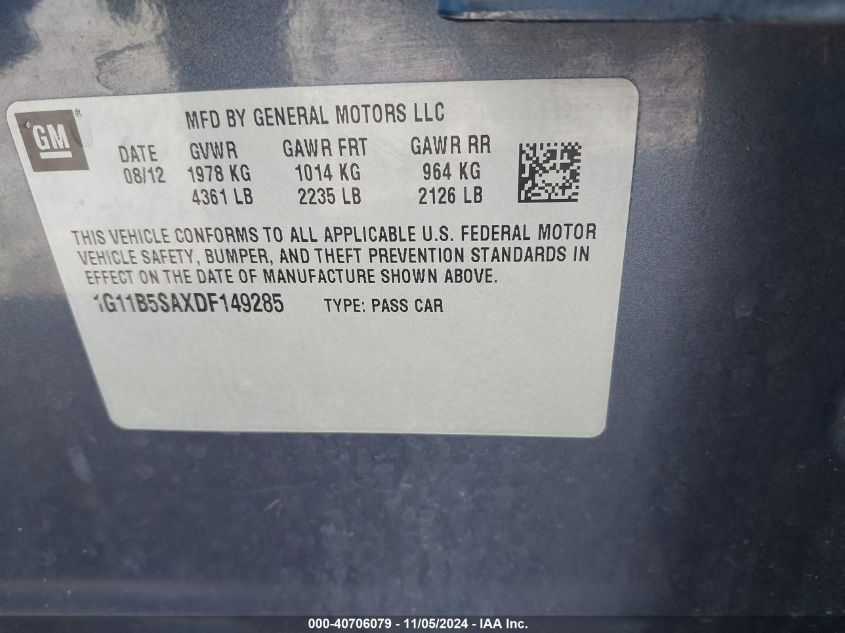 GM®
MFD BY GENERAL MOTORS LLC
DATE GVWR GAWR FRT GAWR RR
08/12 1978 KG 1014 KG 964 KG
4361 LB 2235 LB 2126 LB
THIS VEHICLE CONFORMS TO ALL APPLICABLE U.S. FEDERAL MOTOR
VEHICLE SAFETY, BUMPER, AND THEFT PREVENTION STANDARDS IN
EFFECT ON THE DATE OF MANUFACTURE SHOWN ABOVE.
1G11B5SAXDF149285 TYPE: PASS CAR
000-40706079 - 11/05/2024 - IAA Inc.